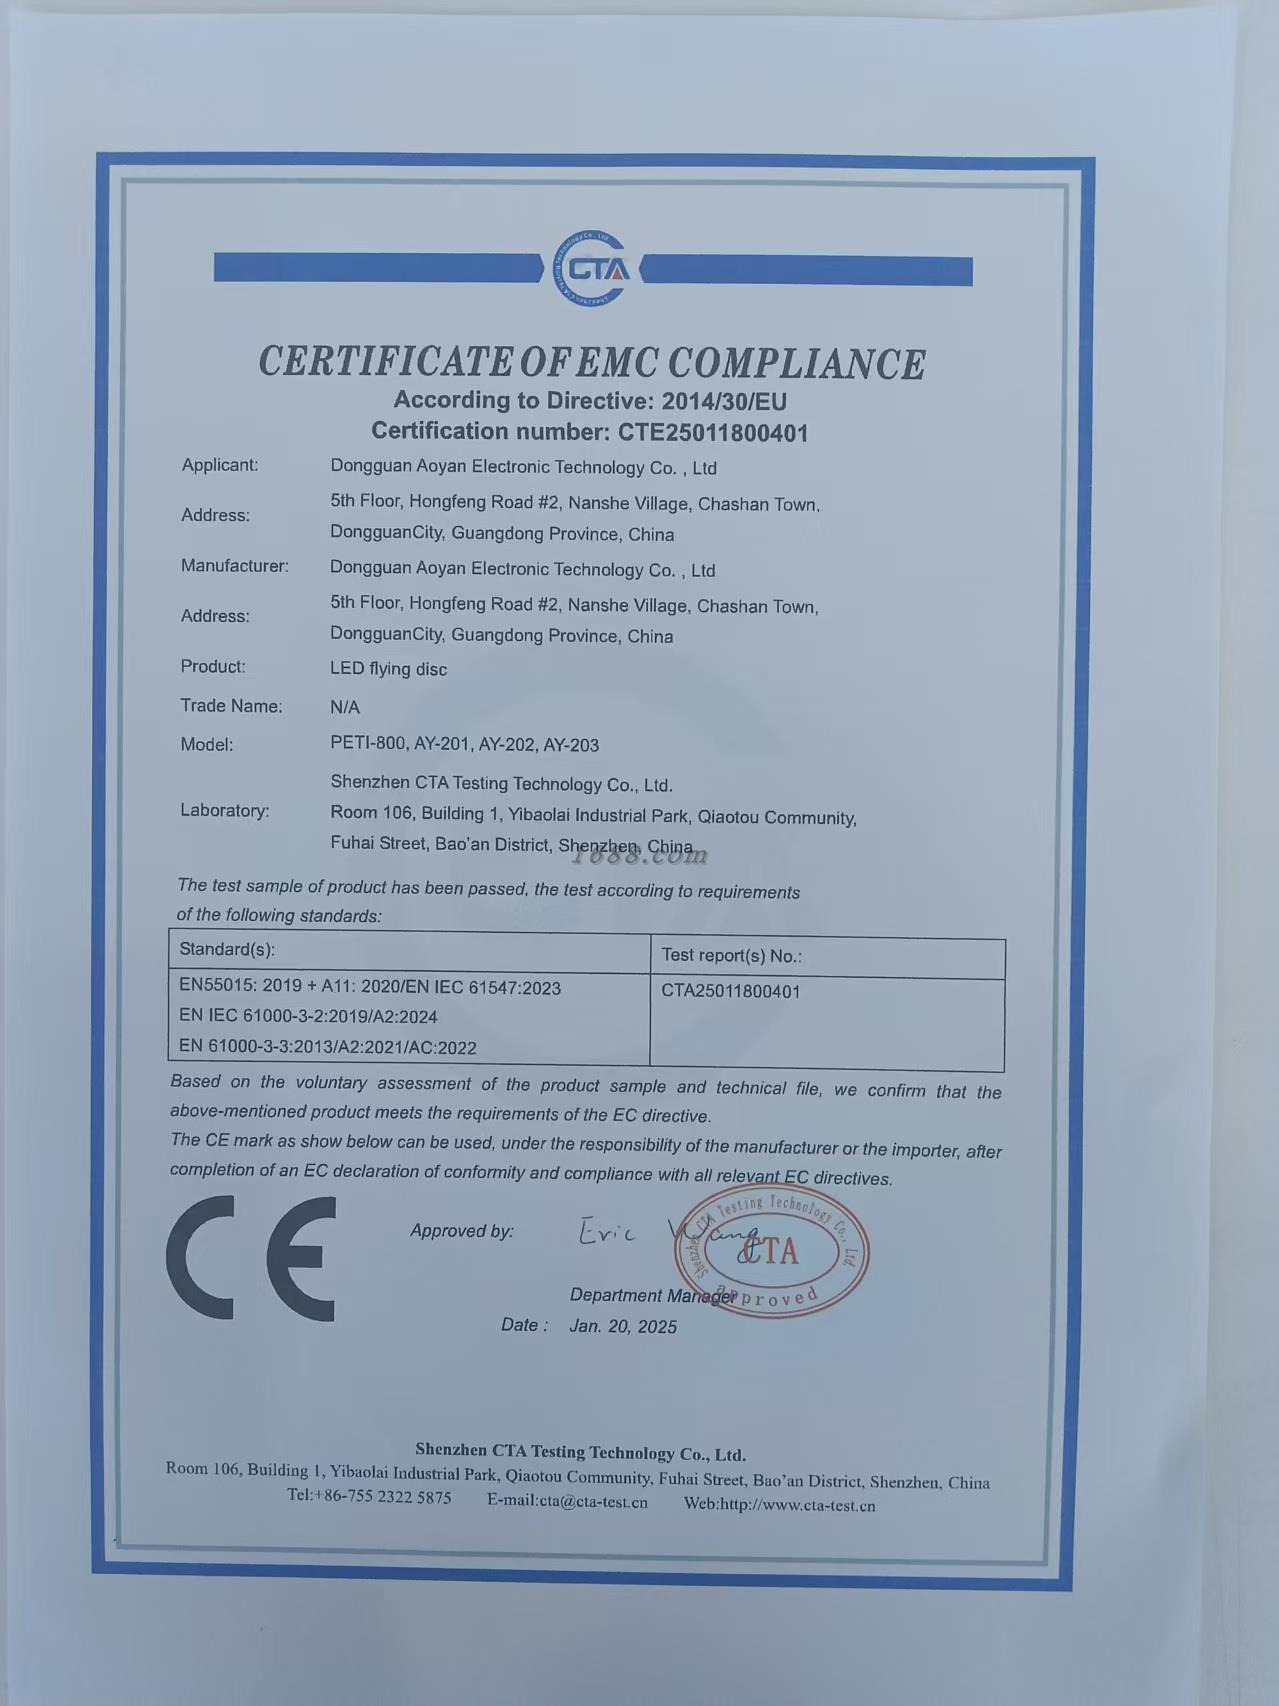 CTA
CERTIFICATE OF EMC COMPLIANCE
According to Directive: 2014/30/EU
Certification number: CTE25011800401
Applicant: Dongguan Aoyan Electronic Technology Co. , Ltd
Address: 5th Floor, Hongfeng Road #2, Nanshe Village, Chashan Town,
DongguanCity, Guangdong Province, China
Manufacturer: Dongguan Aoyan Electronic Technology Co. , Ltd
Address: 5th Floor, Hongfeng Road #2, Nanshe Village, Chashan Town,
DongguanCity, Guangdong Province, China
Product: LED flying disc
Trade Name: N/A
Model: PETI-800, AY-201, AY-202, AY-203
Shenzhen CTA Testing Technology Co., Ltd.
Laboratory: Room 106, Building 1, Yibaolai Industrial Park, Qiaotou Community,
Fuhai Street, Bao'an District, Shenzhen, China
1688.com
The test sample of product has been passed, the test according to requirements
of the following standards:
Standard(s): Test report(s) No.:
EN55015: 2019 + A11: 2020/EN IEC 61547:2023 CTA25011800401
EN IEC 61000-3-2:2019/A2:2024
EN 61000-3-3:2013/A2:2021/AC:2022
Based on the voluntary assessment of the product sample and technical file, we confirm that the
above-mentioned product meets the requirements of the EC directive.
The CE mark as show below can be used, under the responsibility of the manufacturer or the importer, after
completion of an EC declaration of conformity and compliance with all relevant EC directives.
CE
Approved by: Eric Wang
Shenzhen CTA Testing Technology Co., Ltd.
CTA
approved
Department Manager
Date : Jan. 20, 2025
Shenzhen CTA Testing Technology Co., Ltd.
Room 106, Building 1, Yibaolai Industrial Park, Qiaotou Community, Fuhai Street, Bao'an District, Shenzhen, China
Tel:+86-755 2322 5875 E-mail:cta@cta-test.cn Web:http://www.cta-test.cn